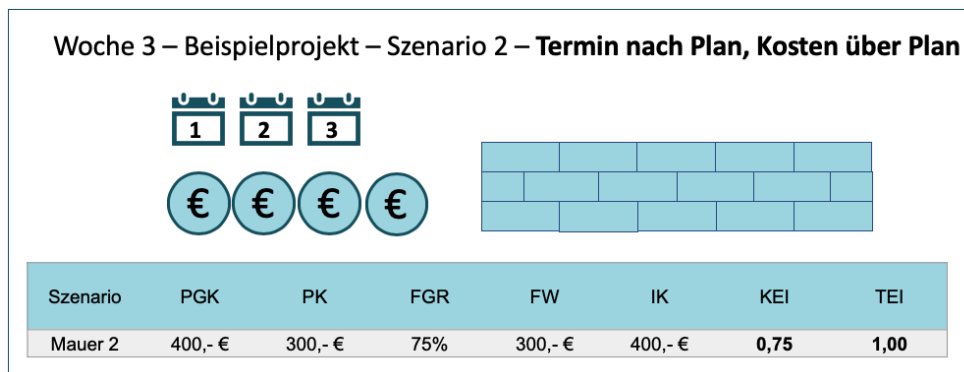 Woche 3 – Beispielprojekt – Szenario 2 – Termin nach Plan, Kosten über Plan
1 2 3
€ € € €
Szenario PGK PK FGR FW IK KEI TEI
Mauer 2 400,- € 300,- € 75% 300,- € 400,- € 0,75 1,00